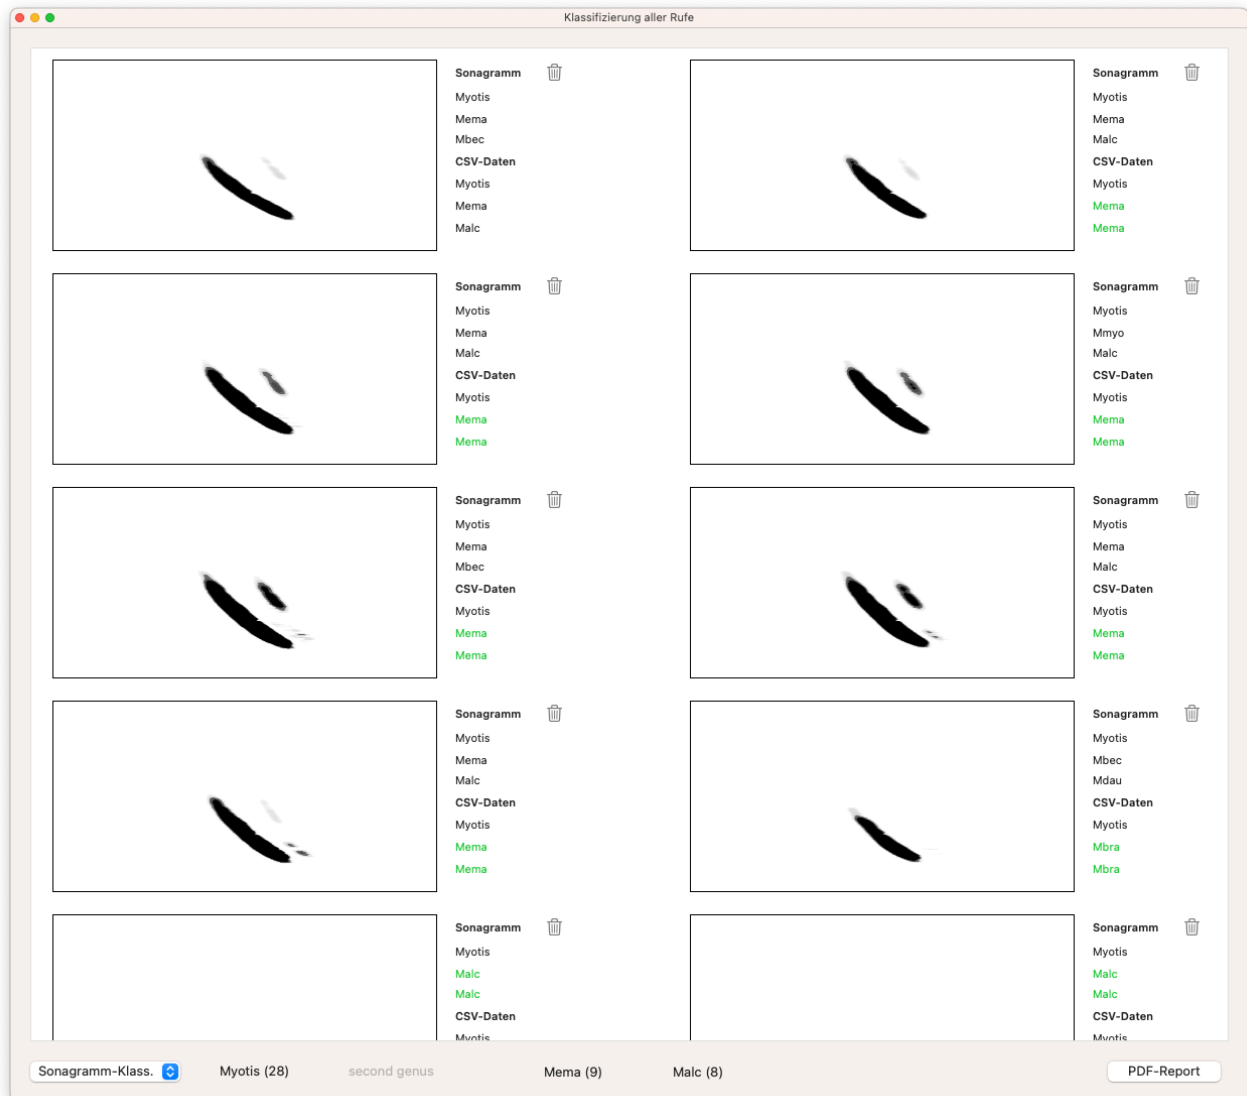 Klassifizierung aller Rufe
Sonagramm
Myotis
Mema
Mbec
CSV-Daten
Myotis
Mema
Malc
Sonagramm
Myotis
Mema
Malc
CSV-Daten
Myotis
Mema
Mema
Sonagramm
Myotis
Mema
Malc
CSV-Daten
Myotis
Mema
Mema
Sonagramm
Myotis
Mmyo
Malc
CSV-Daten
Myotis
Mema
Mema
Sonagramm
Myotis
Mema
Mbec
CSV-Daten
Myotis
Mema
Mema
Sonagramm
Myotis
Mema
Malc
CSV-Daten
Myotis
Mema
Mema
Sonagramm
Myotis
Mema
Malc
CSV-Daten
Myotis
Mema
Mema
Sonagramm
Myotis
Mbec
Mdau
CSV-Daten
Myotis
Mbra
Mbra
Sonagramm
Myotis
Malc
Malc
CSV-Daten
Myotis
Sonagramm
Myotis
Malc
Malc
CSV-Daten
Myotis
Sonagramm-Klass. Myotis (28) second genus Mema (9) Malc (8) PDF-Report